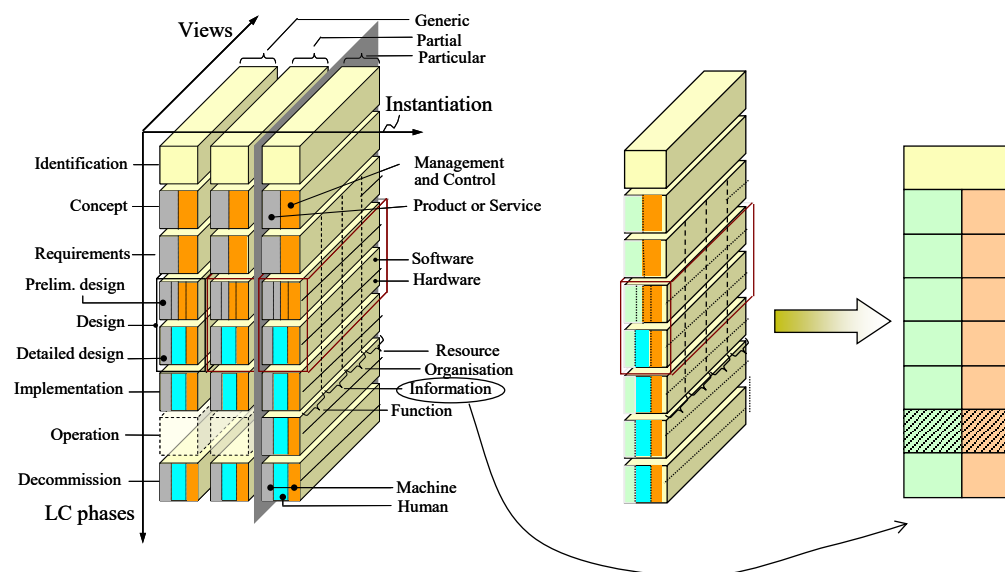 Views
Generic
Partial
Particular
Instantiation
Identification
Management
and Control
Concept
Product or Service
Requirements
Software
Prelim. design
Hardware
Design
Detailed design
Resource
Organisation
Implementation
Information
Function
Operation
Decommission
Machine
Human
LC phases